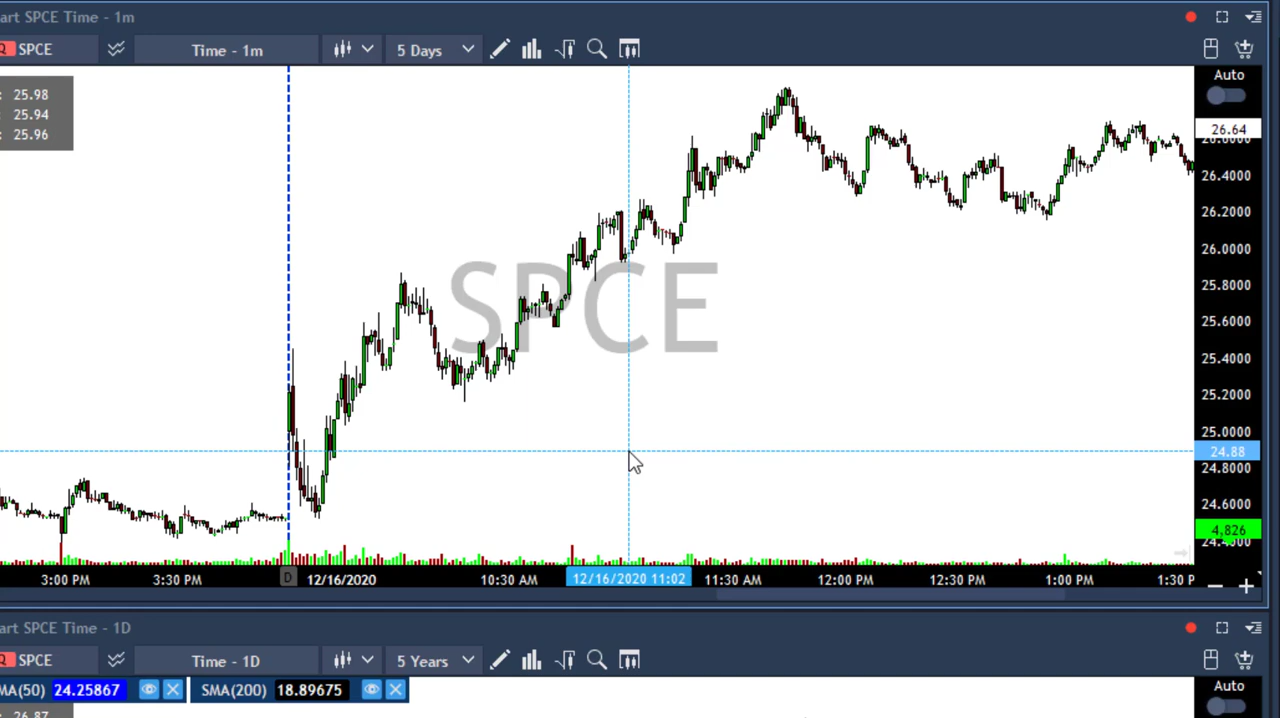 art SPCE Time - 1m
Q SPCE Time - 1m 5 Days
: 25.98
: 25.94
: 25.96
Auto
26.64
26.4000
26.2000
26.0000
25.8000
25.6000
25.4000
25.2000
25.0000
24.88
24.8000
24.6000
4,826
SPCE
3:00 PM 3:30 PM D 12/16/2020 10:30 AM 12/16/2020 11:02 11:30 AM 12:00 PM 12:30 PM 1:00 PM 1:30 P
art SPCE Time - 1D
Q SPCE Time - 1D 5 Years
MA(50) 24.25867 SMA(200) 18.89675
Auto
26.87